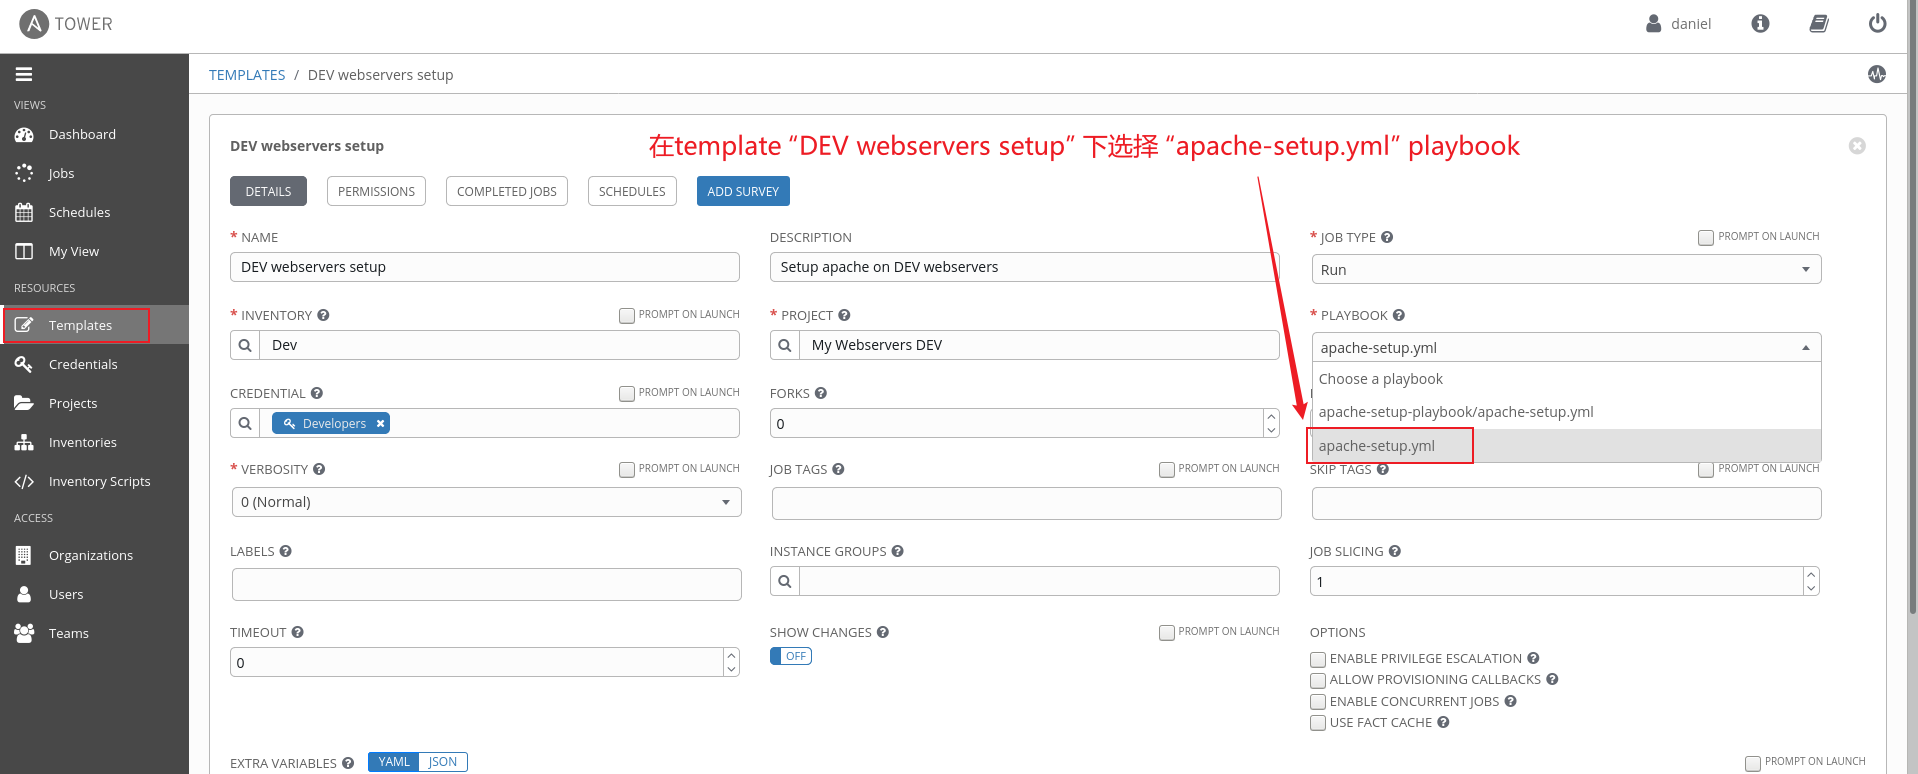 TOWER
daniel
TEMPLATES / DEV webservers setup
VIEWS
Dashboard
Jobs
Schedules
My View
RESOURCES
Templates
Credentials
Projects
Inventories
Inventory Scripts
ACCESS
Organizations
Users
Teams
DEV webservers setup
在template “DEV webservers setup” 下选择 “apache-setup.yml” playbook
DETAILS PERMISSIONS COMPLETED JOBS SCHEDULES ADD SURVEY
* NAME
DEV webservers setup
DESCRIPTION
Setup apache on DEV webservers
* JOB TYPE PROMPT ON LAUNCH
Run
* INVENTORY PROMPT ON LAUNCH
Dev
* PROJECT
My Webservers DEV
* PLAYBOOK
apache-setup.yml
Choose a playbook
apache-setup-playbook/apache-setup.yml
apache-setup.yml
CREDENTIAL PROMPT ON LAUNCH
Developers
FORKS
0
* VERBOSITY PROMPT ON LAUNCH
0 (Normal)
JOB TAGS PROMPT ON LAUNCH
SKIP TAGS PROMPT ON LAUNCH
LABELS
INSTANCE GROUPS
JOB SLICING
1
TIMEOUT
0
SHOW CHANGES PROMPT ON LAUNCH
OFF
OPTIONS
ENABLE PRIVILEGE ESCALATION
ALLOW PROVISIONING CALLBACKS
ENABLE CONCURRENT JOBS
USE FACT CACHE
EXTRA VARIABLES YAML JSON PROMPT ON LAUNCH